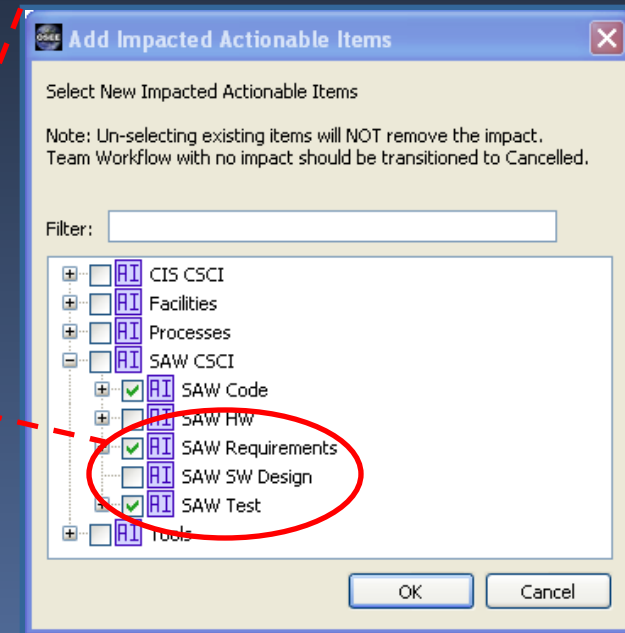 OSEE Add Impacted Actionable Items
Select New Impacted Actionable Items
Note: Un-selecting existing items will NOT remove the impact.
Team Workflow with no impact should be transitioned to Cancelled.
Filter:
AI CIS CSCI
AI Facilities
AI Processes
AI SAW CSCI
AI SAW Code
AI SAW HW
AI SAW Requirements
AI SAW SW Design
AI SAW Test
AI Tools
OK Cancel